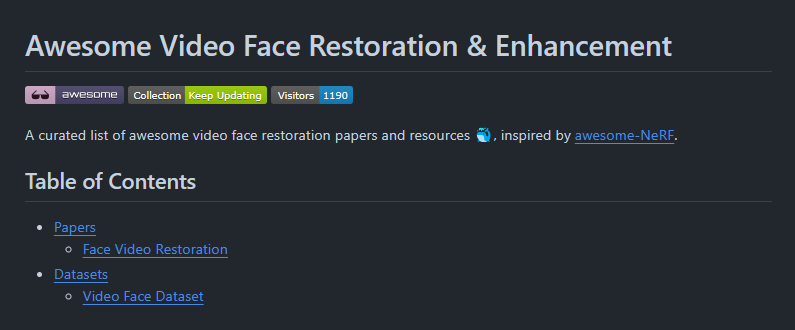 Awesome Video Face Restoration & Enhancement
awesome Collection Keep Updating Visitors 1190
A curated list of awesome video face restoration papers and resources , inspired by awesome-NeRF.
Table of Contents
Papers
Face Video Restoration
Datasets
Video Face Dataset